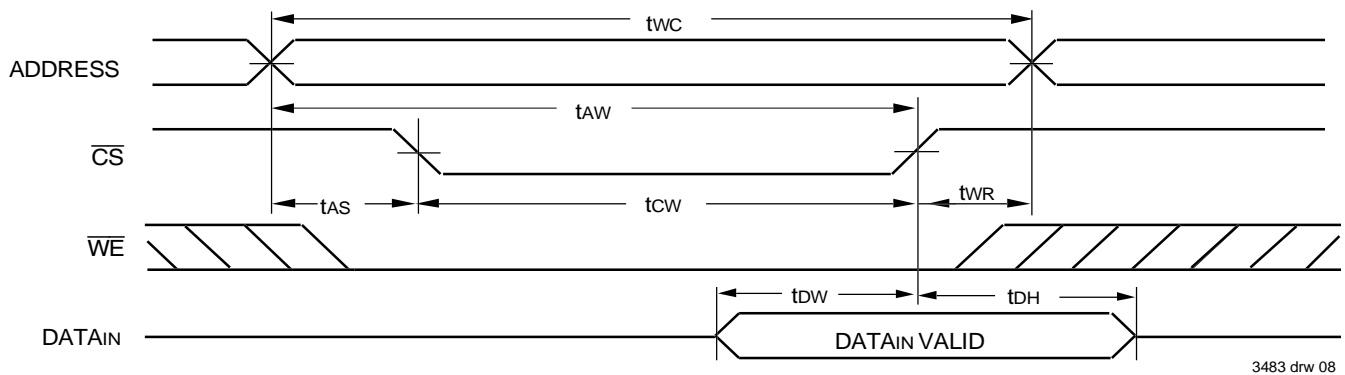 tWC
ADDRESS
tAW
CS
tAS
tCW
tWR
WE
tDW
tDH
DATAIN
DATAIN VALID
3483 drw 08